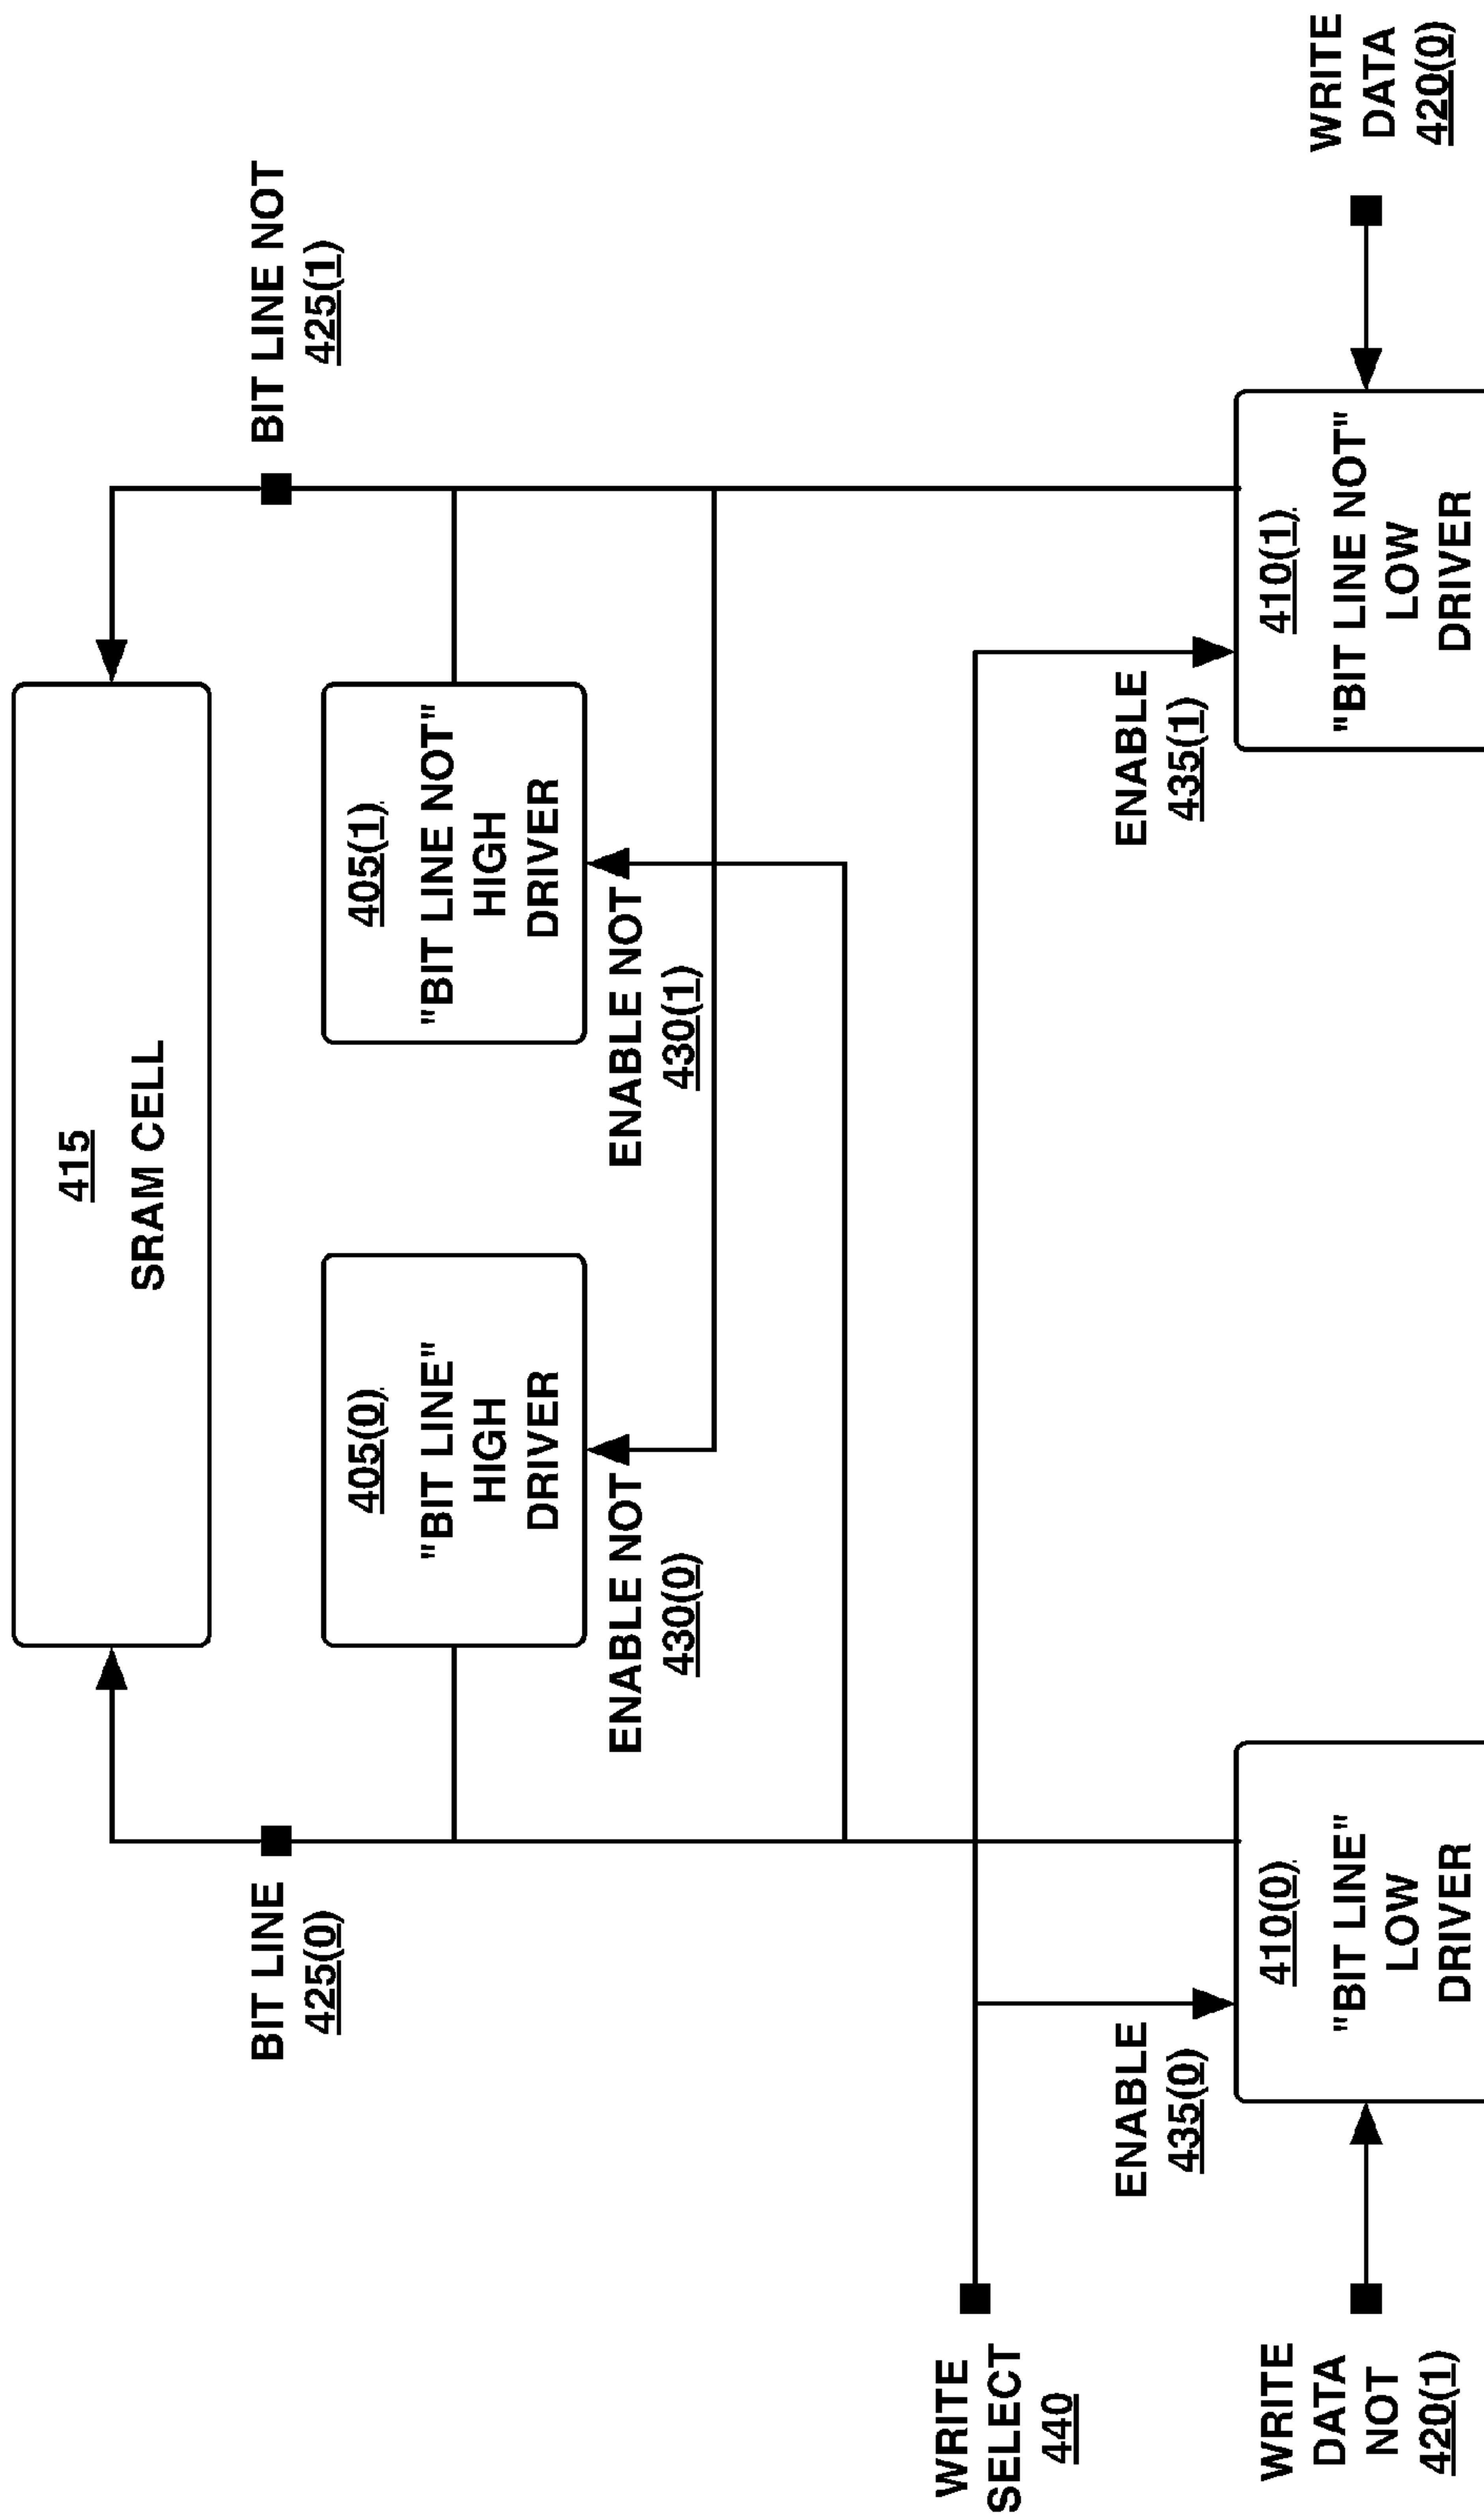 415
SRAM CELL
BIT LINE
425(0)
BIT LINE NOT
425(1)
405(0)
"BIT LINE"
HIGH
DRIVER
405(1)
"BIT LINE NOT"
HIGH
DRIVER
ENABLE NOT
430(0)
ENABLE NOT
430(1)
WRITE
SELECT
440
ENABLE
435(0)
ENABLE
435(1)
WRITE
DATA
NOT
420(1)
410(0)
"BIT LINE"
LOW
DRIVER
410(1)
"BIT LINE NOT"
LOW
DRIVER
WRITE
DATA
420(0)